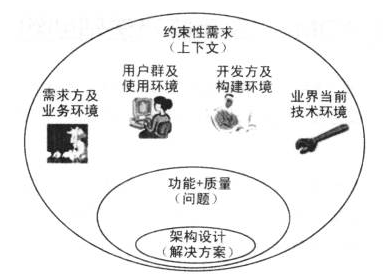 约束性需求
(上下文)
用户群及
使用环境
开发方及
构建环境
需求方及
业务环境
业界当前
技术环境
功能+质量
(问题)
架构设计
(解决方案)